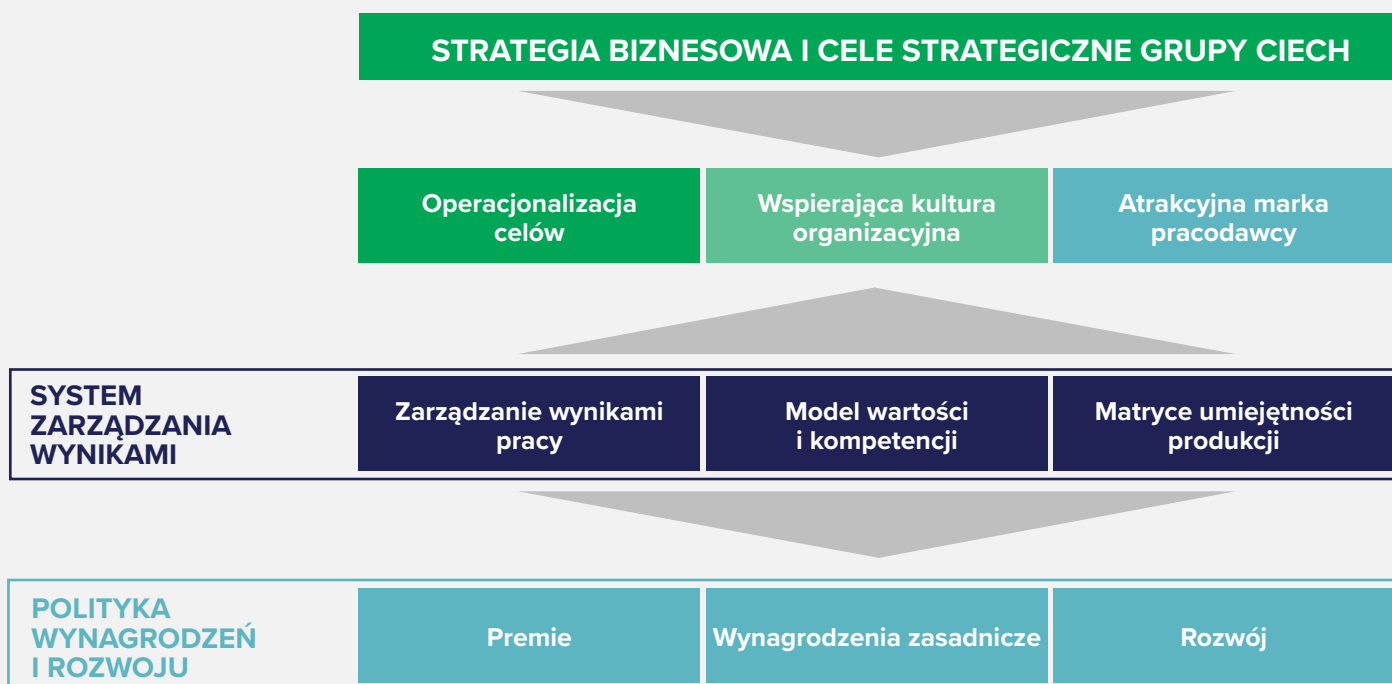 STRATEGIA BIZNESOWA I CELE STRATEGICZNE GRUPY CIECH
Operacjonalizacja
celów
Wspierająca kultura
organizacyjna
Atrakcyjna marka
pracodawcy
SYSTEM
ZARZĄDZANIA
WYNIKAMI
Zarządzanie wynikami
pracy
Model wartości
i kompetencji
Matryce umiejętności
produkcji
POLITYKA
WYNAGRODZEŃ
I ROZWOJU
Premie
Wynagrodzenia zasadnicze
Rozwój